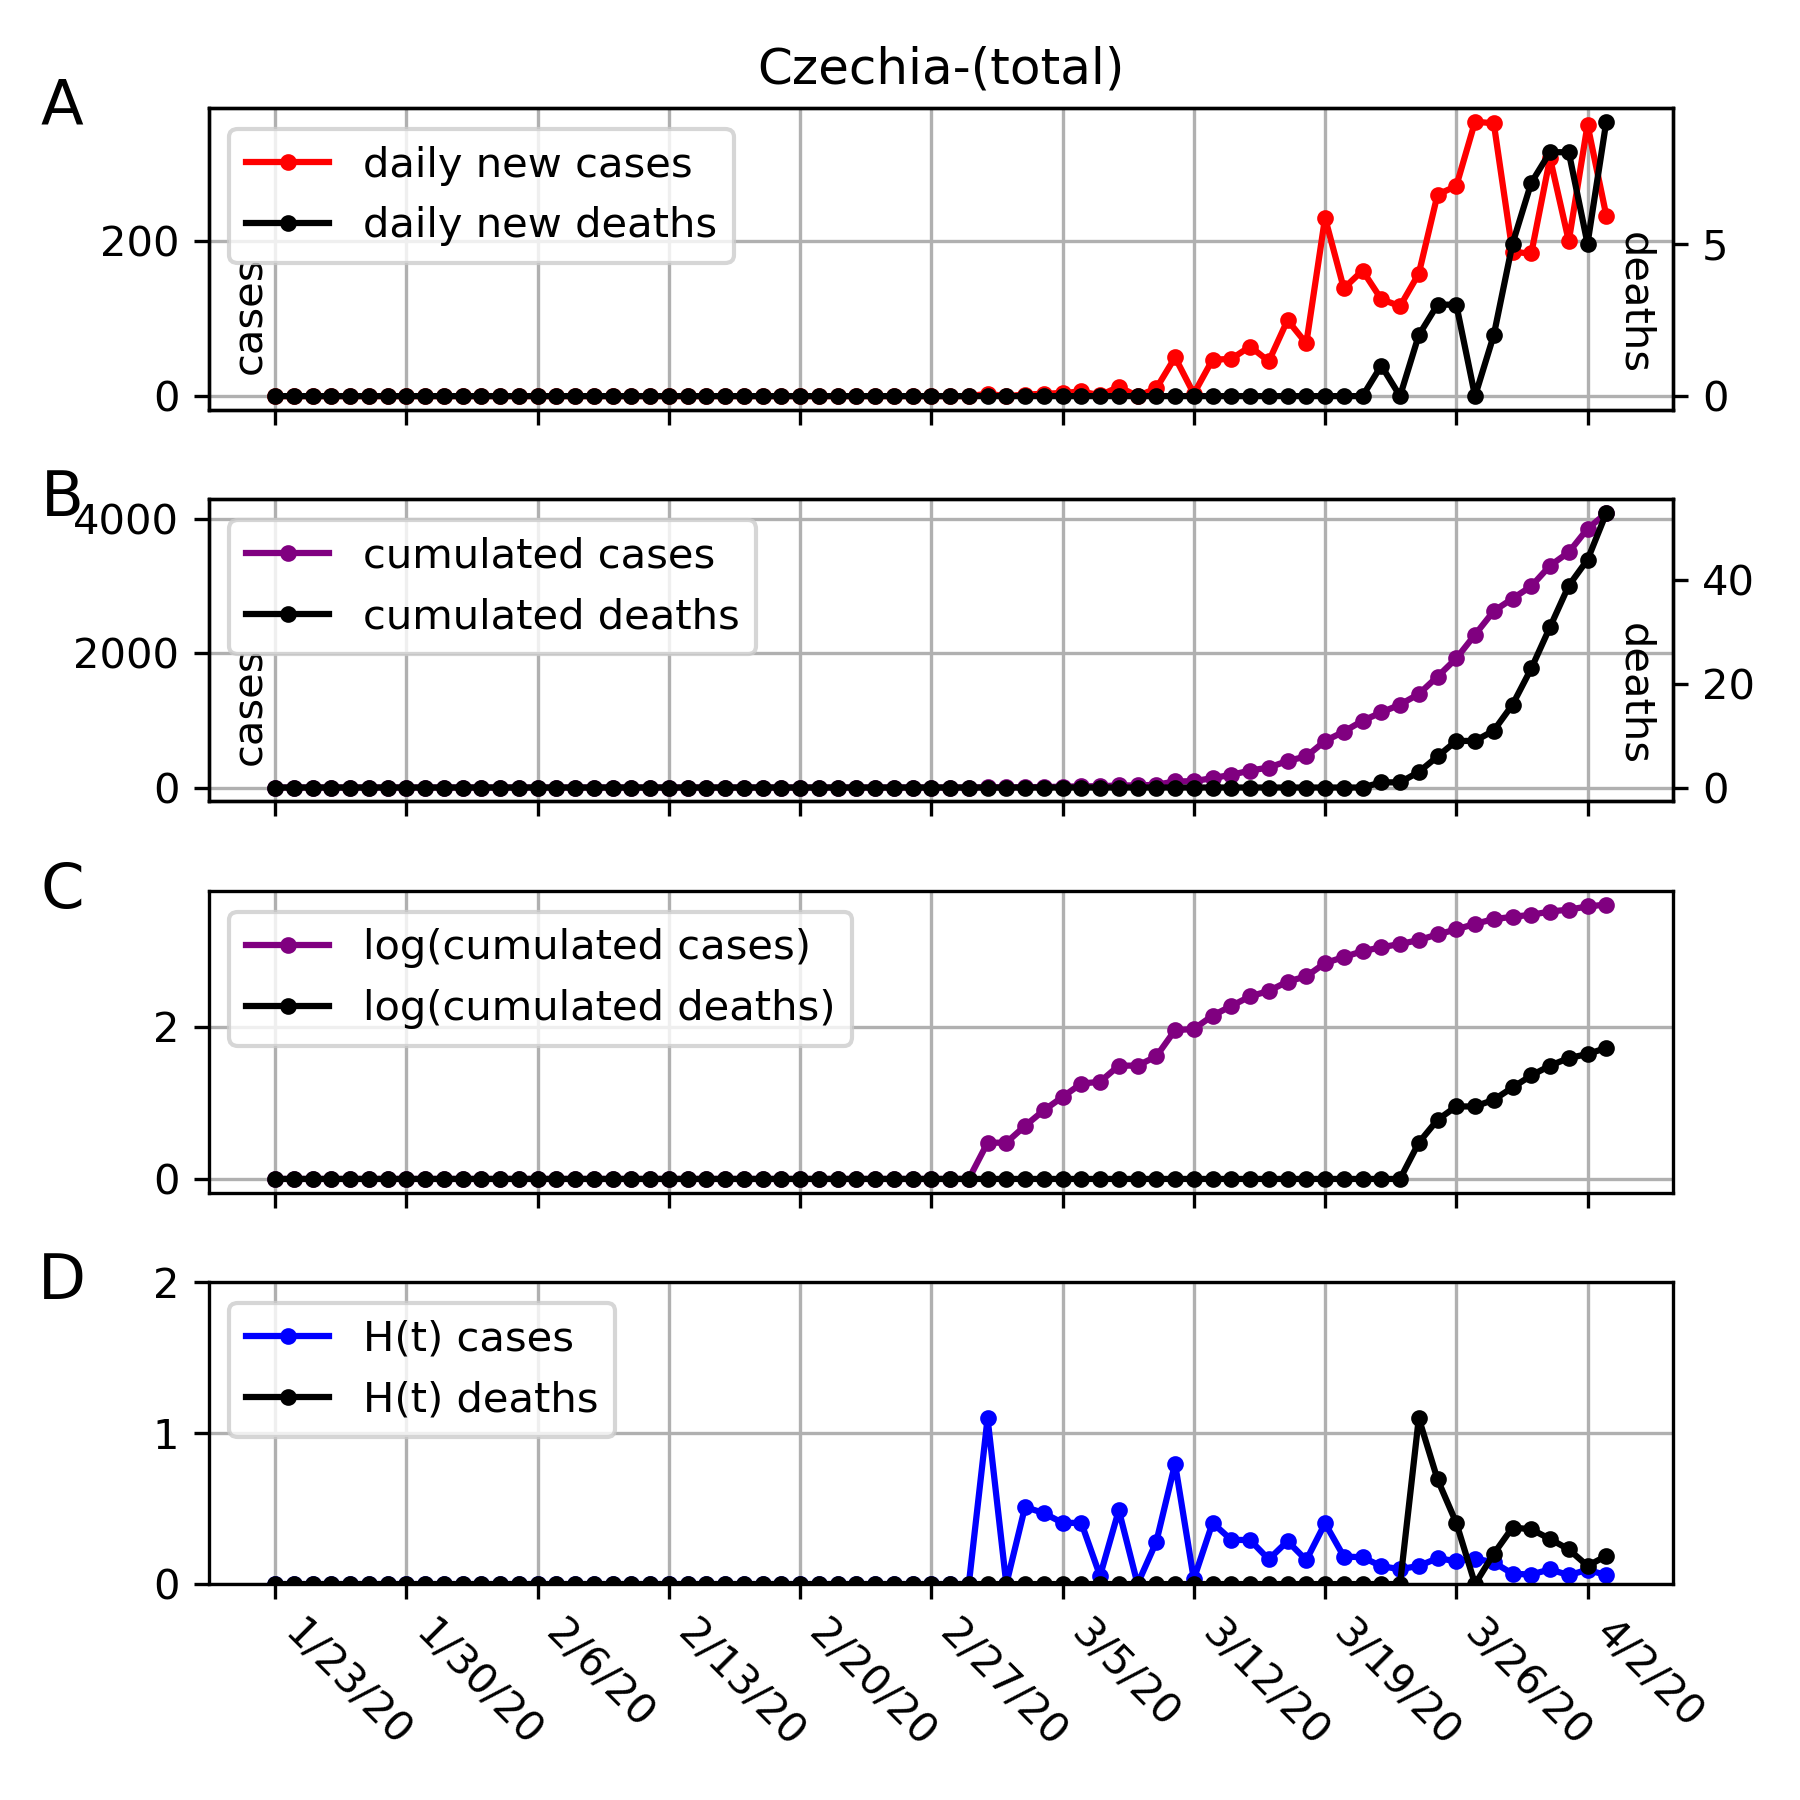 Czechia-(total)
A
daily new cases
daily new deaths
200
0
cases
5
0
deaths
B
cumulated cases
cumulated deaths
4000
2000
0
cases
40
20
0
deaths
C
log(cumulated cases)
log(cumulated deaths)
2
0
D
H(t) cases
H(t) deaths
2
1
0
1/23/20
1/30/20
2/6/20
2/13/20
2/20/20
2/27/20
3/5/20
3/12/20
3/19/20
3/26/20
4/2/20